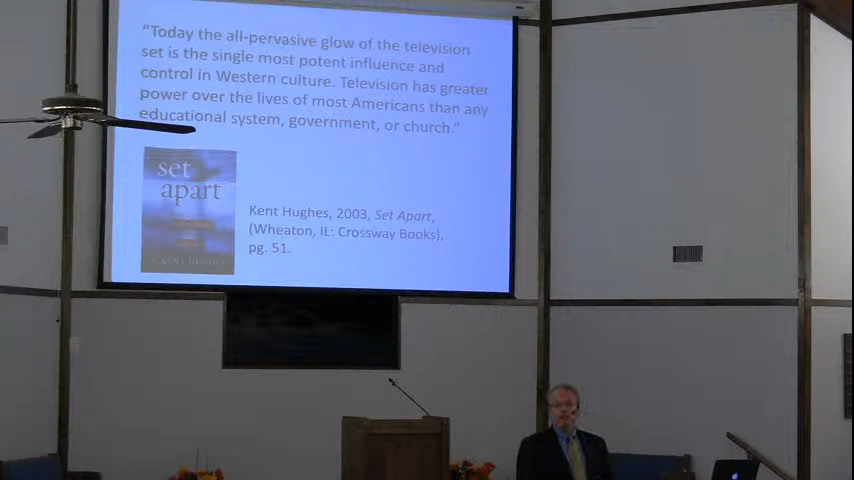 “Today the all-pervasive glow of the television
set is the single most potent influence and
control in Western culture. Television has greater
power over the lives of most Americans than any
educational system, government, or church.”
set
apart
Kent Hughes, 2003, Set Apart,
(Wheaton, IL: Crossway Books),
pg. 51.